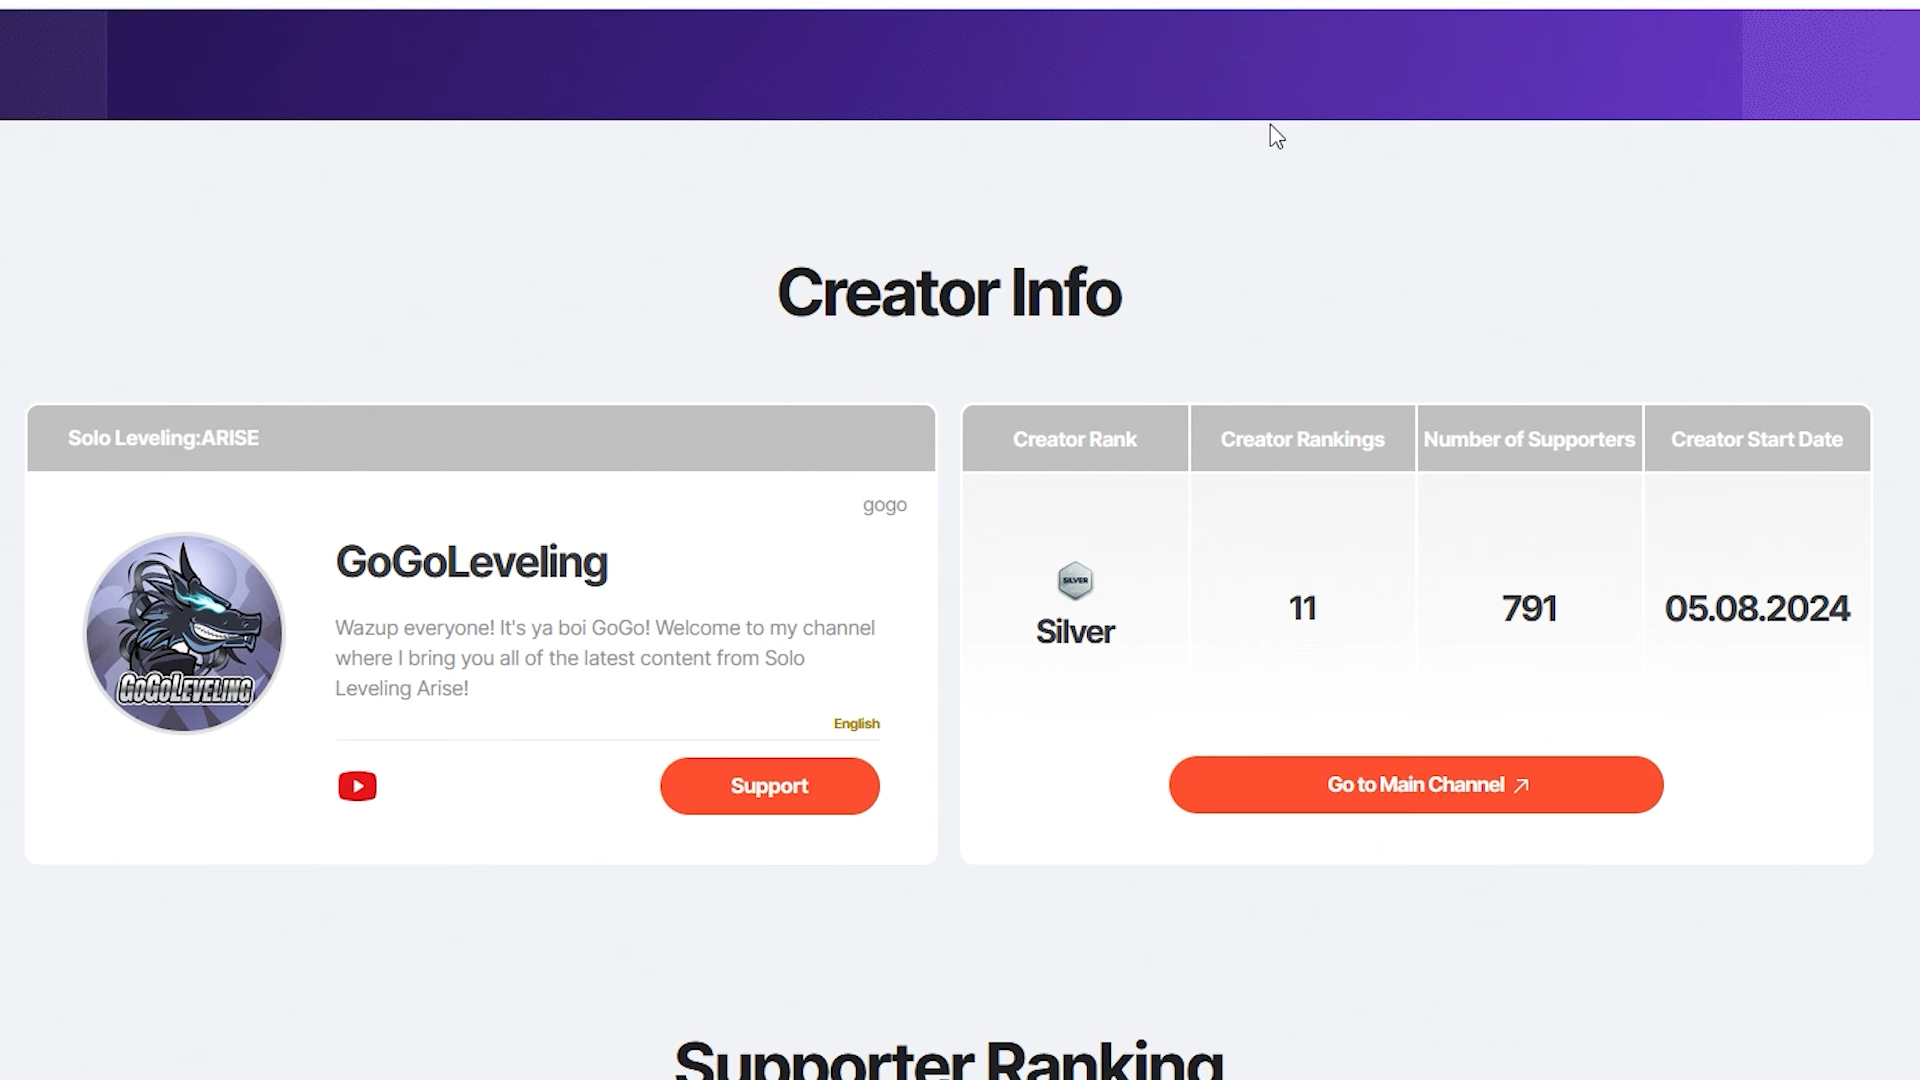 Creator Info
Solo Leveling:ARISE
gogo
GoGoLeveling
Wazup everyone! It's ya boi GoGo! Welcome to my channel
where I bring you all of the latest content from Solo
Leveling Arise!
English
Support
GoGoLeveling
Creator Rank
Creator Rankings
Number of Supporters
Creator Start Date
SILVER
Silver
11
791
05.08.2024
Go to Main Channel
Supporter Ranking